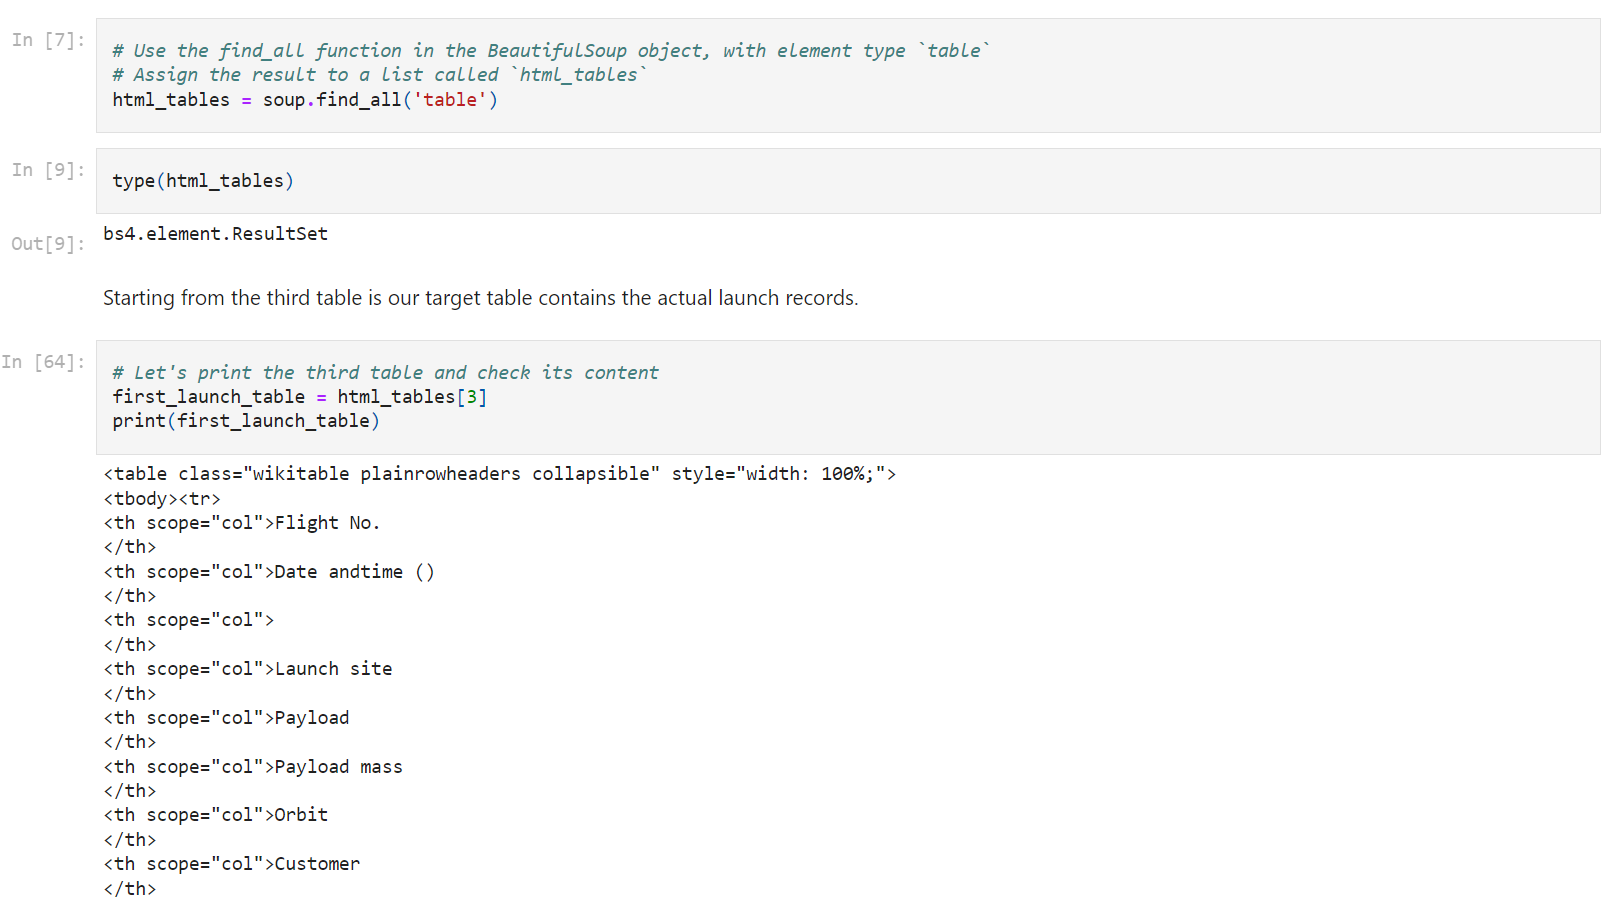 In [7]:
# Use the find_all function in the BeautifulSoup object, with element type `table`
# Assign the result to a list called `html_tables`
html_tables = soup.find_all('table')
In [9]:
type(html_tables)
Out[9]:
bs4.element.ResultSet
Starting from the third table is our target table contains the actual launch records.
In [64]:
# Let's print the third table and check its content
first_launch_table = html_tables[3]
print(first_launch_table)
<table class="wikitable plainrowheaders collapsible" style="width: 100%;">
<tbody><tr>
<th scope="col">Flight No.
</th>
<th scope="col">Date andtime ()
</th>
<th scope="col">
</th>
<th scope="col">Launch site
</th>
<th scope="col">Payload
</th>
<th scope="col">Payload mass
</th>
<th scope="col">Orbit
</th>
<th scope="col">Customer
</th>